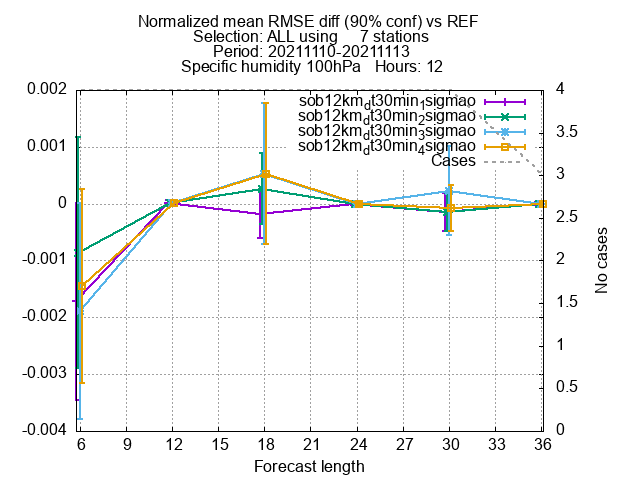 Normalized mean RMSE diff (90% conf) vs REF
Selection: ALL using     7 stations
Period: 20211110-20211113
Specific humidity 100hPa   Hours: 12
0.002
0.001
0
-0.001
-0.002
-0.003
-0.004
4
3.5
3
2.5
2
1.5
1
0.5
0
No cases
sob12km_dt30min_1sigmao
sob12km_dt30min_2sigmao
sob12km_dt30min_3sigmao
sob12km_dt30min_4sigmao
Cases
6 9 12 15 18 21 24 27 30 33 36
Forecast length